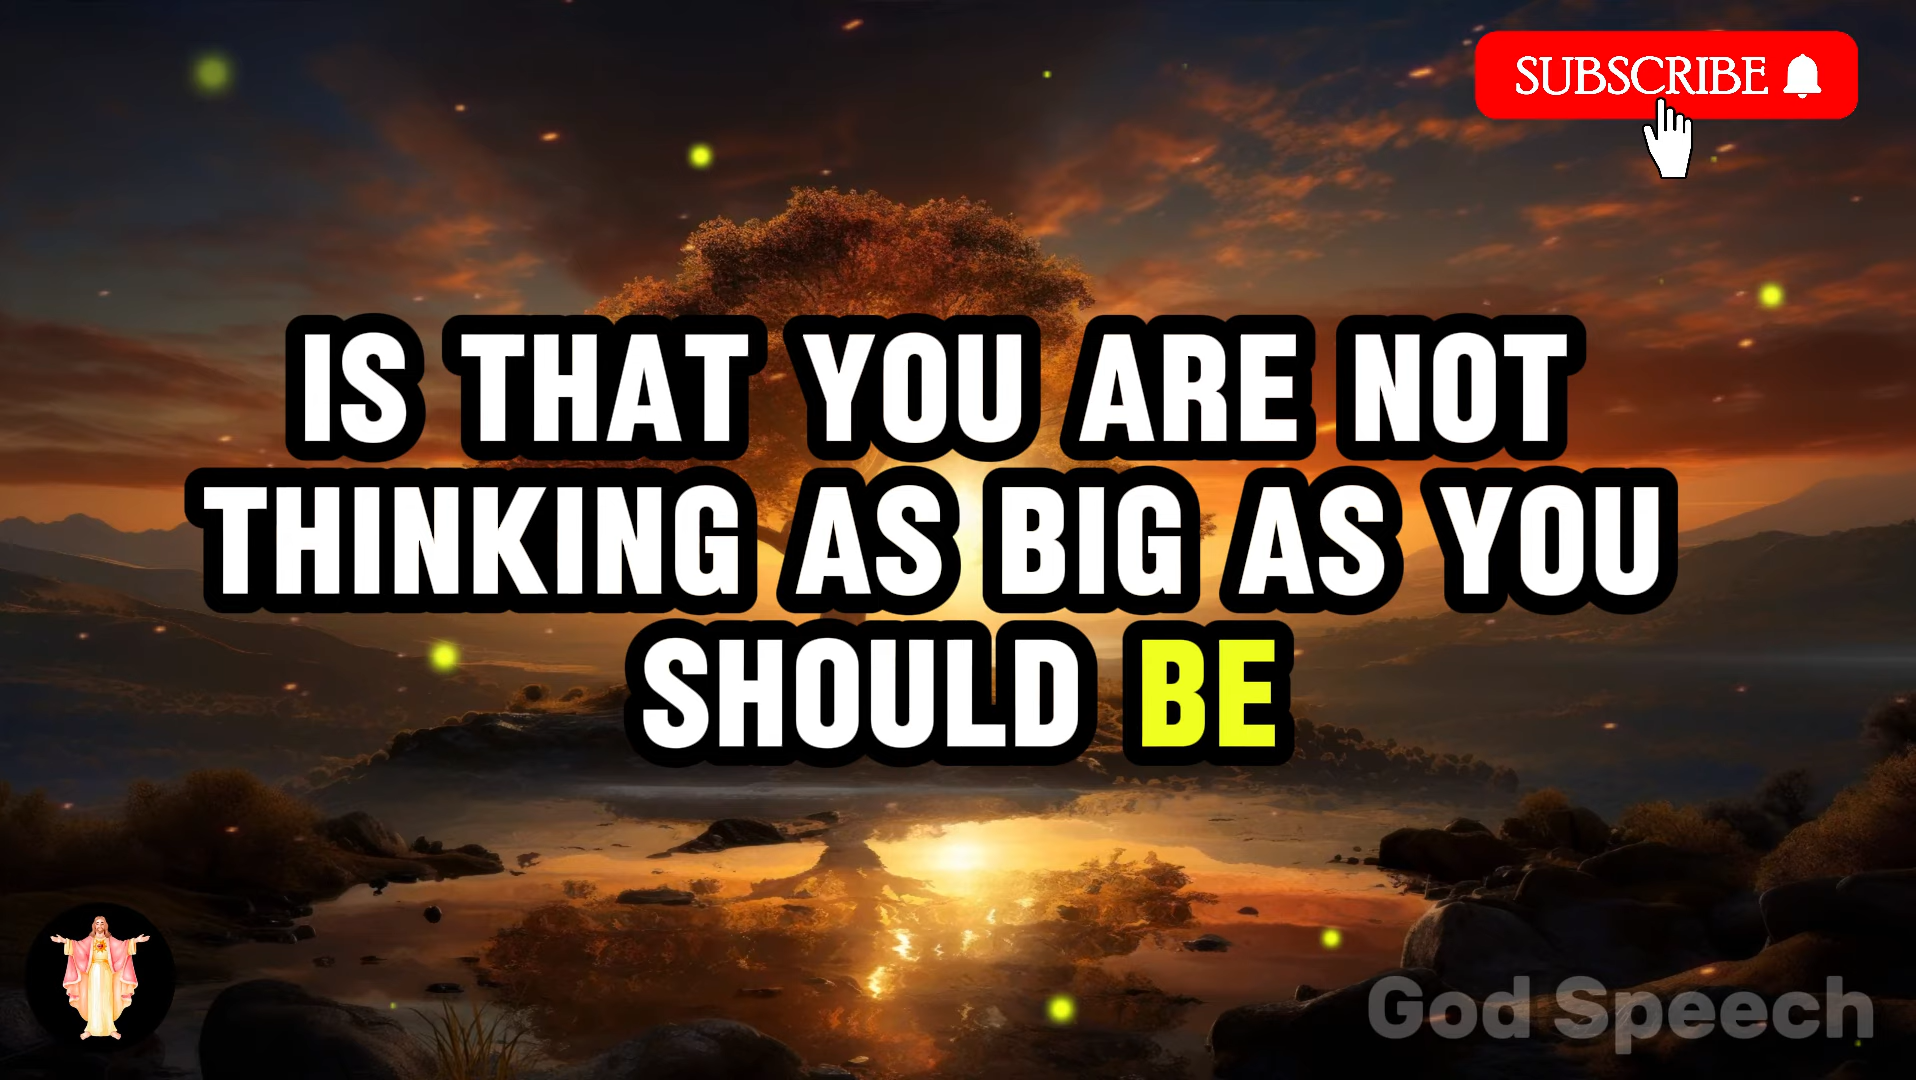 SUBSCRIBE
IS THAT YOU ARE NOT
THINKING AS BIG AS YOU
SHOULD BE
God Speech